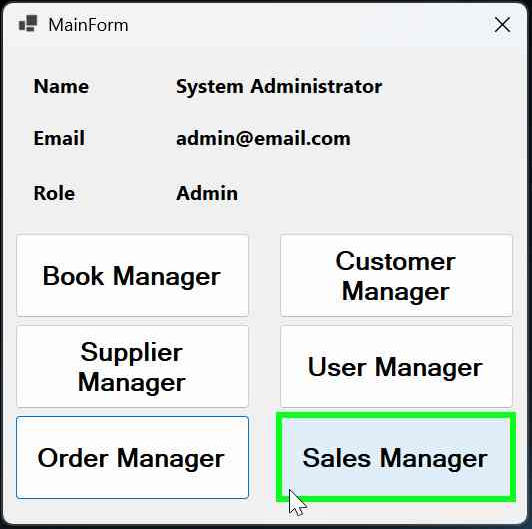 MainForm
Name System Administrator
Email admin@email.com
Role Admin
Book Manager
Customer
Manager
Supplier
Manager
User Manager
Order Manager
Sales Manager